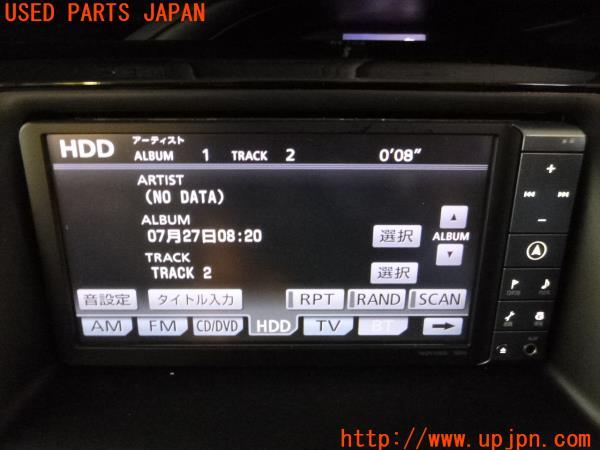 USED PARTS JAPAN
HDD
アーティスト
ALBUM 1 TRACK 2 0'08"
ARTIST
(NO DATA)
ALBUM
07月27日08:20
選択
ALBUM
TRACK
TRACK 2
選択
音設定
タイトル入力
RPT
RAND
SCAN
AM
FM
CD/DVD
HDD
TV
BT
http://www.upjpn.com